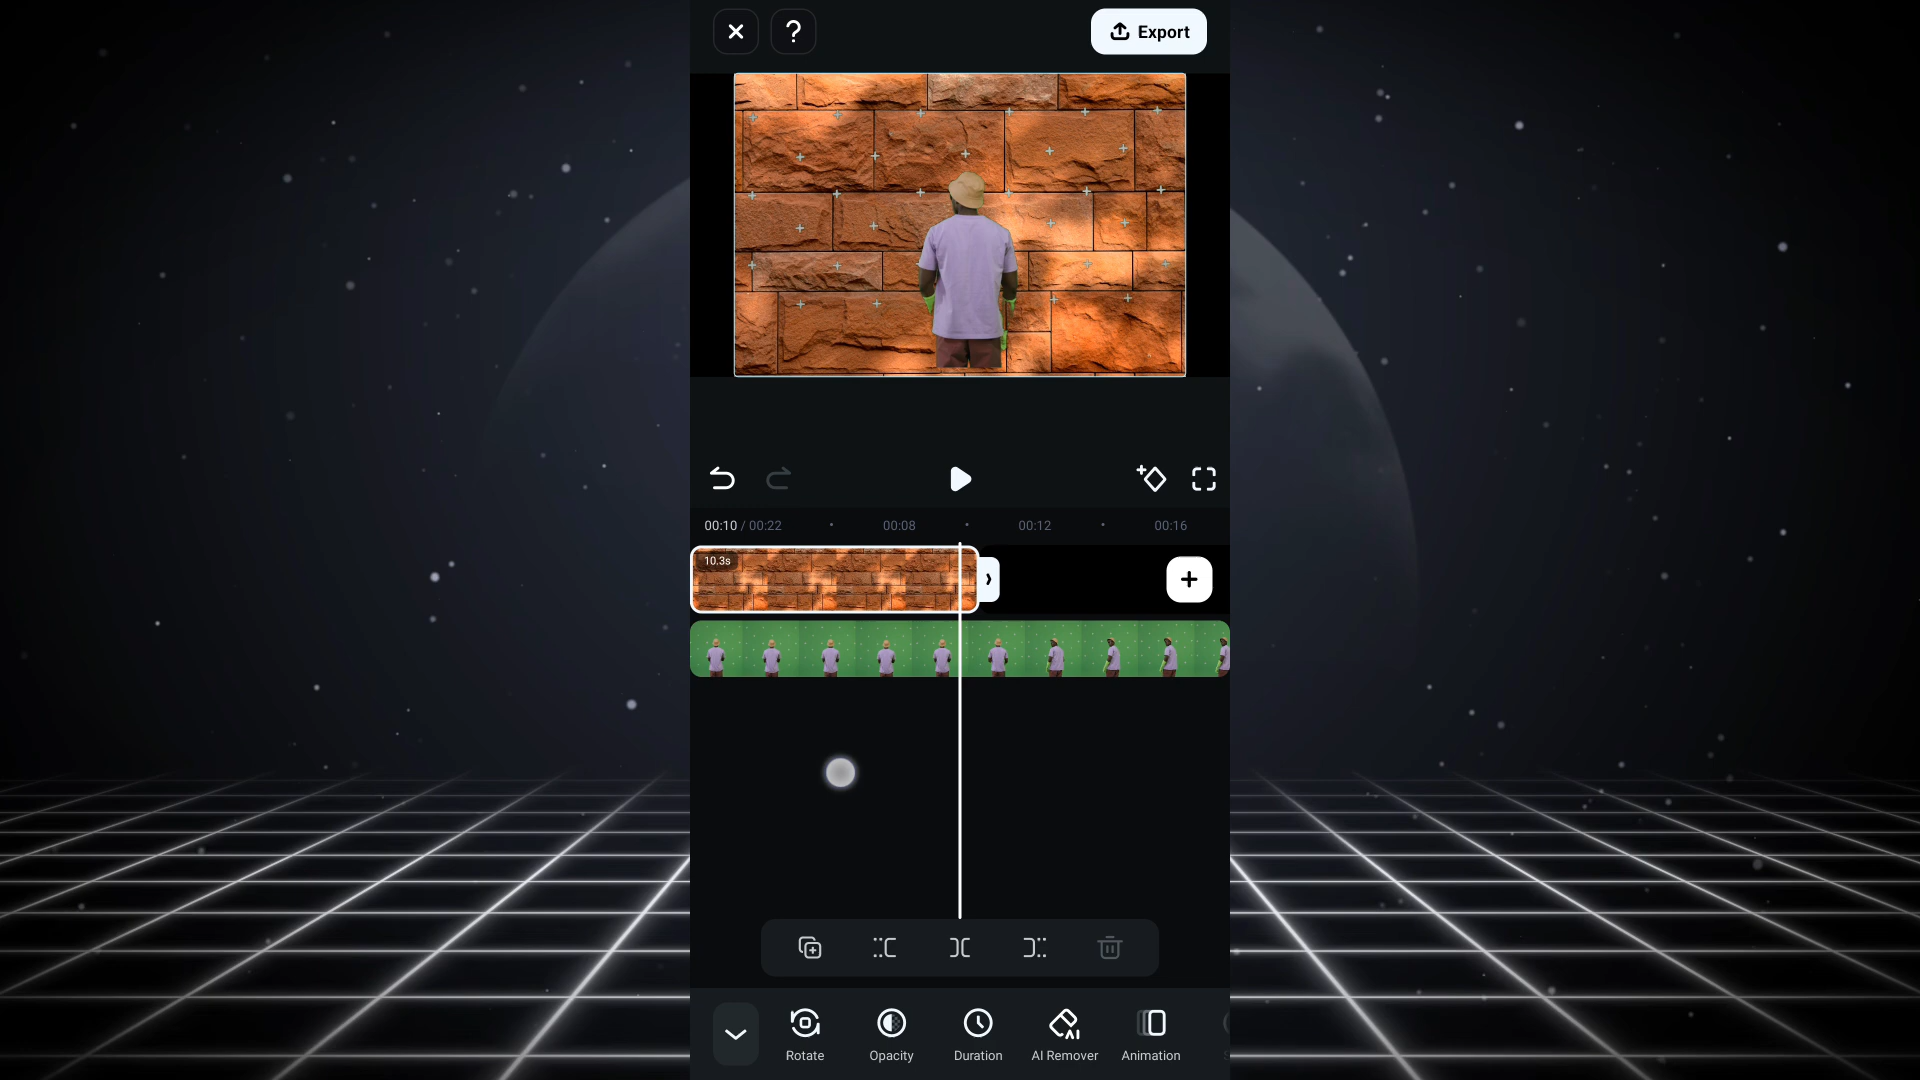 Export
00:10 / 00:22
00:08
00:12
00:16
10.3s
Rotate
Opacity
Duration
AI Remover
Animation